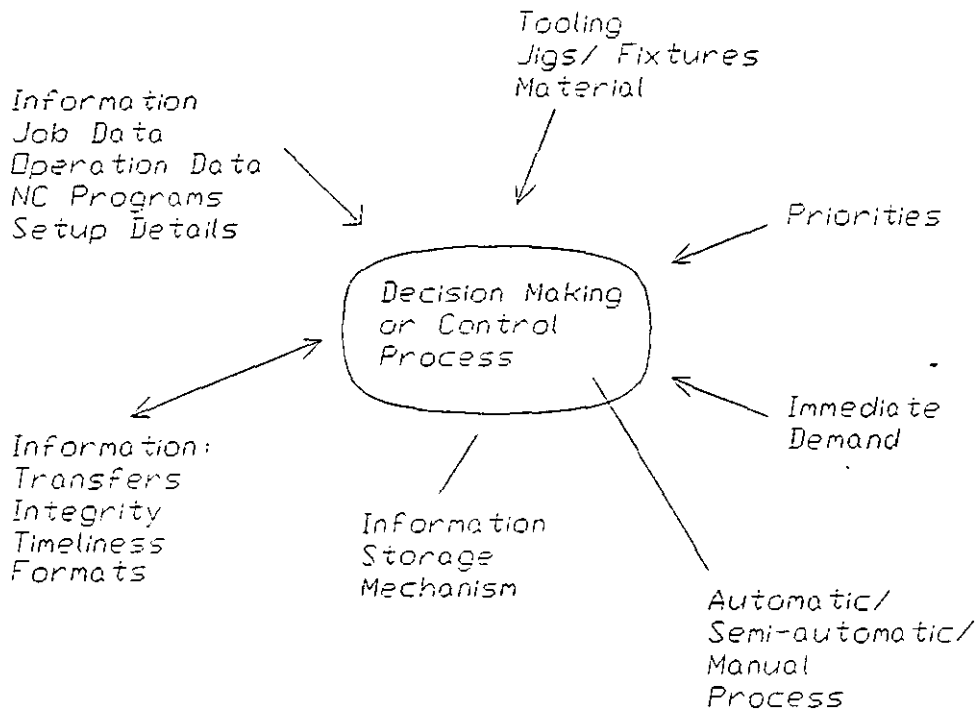 Tooling
Jigs/ Fixtures
Material
Information
Job Data
Operation Data
NC Programs
Setup Details
Priorities
Decision Making
or Control
Process
Immediate
Demand
Information:
Transfers
Integrity
Timeliness
Formats
Information
Storage
Mechanism
Automatic/
Semi-automatic/
Manual
Process